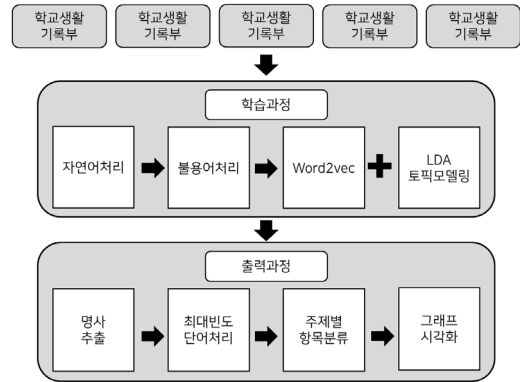 학교생활
기록부
학교생활
기록부
학교생활
기록부
학교생활
기록부
학교생활
기록부
학습과정
자연어처리
불용어처리
Word2vec
LDA
토픽모델링
출력과정
명사
추출
최대빈도
단어처리
주제별
항목분류
그래프
시각화